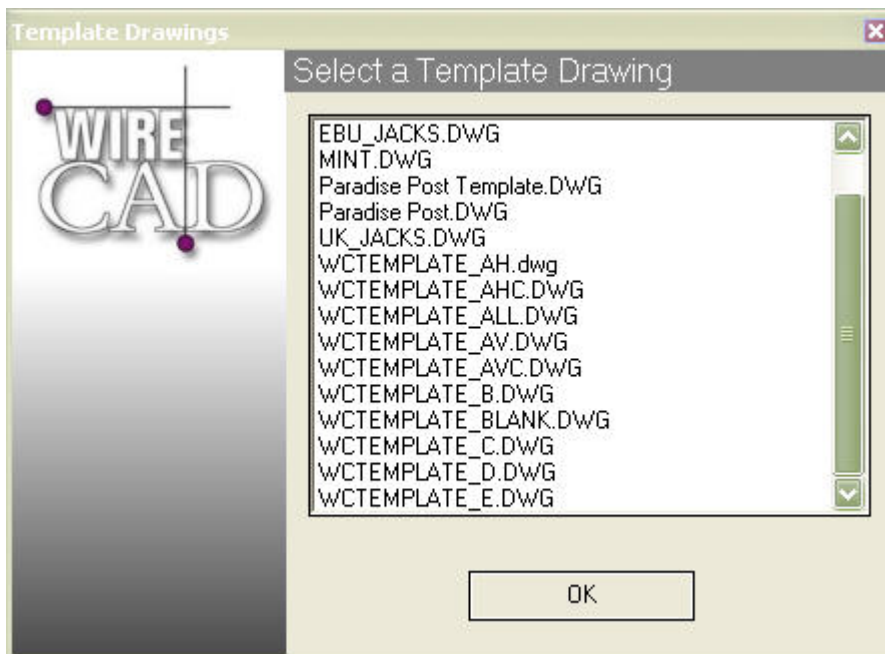 Template Drawings
WIRE
CAD
Select a Template Drawing
EBU_JACKS.DWG
MINT.DWG
Paradise Post Template.DWG
Paradise Post.DWG
UK_JACKS.DWG
WCTEMPLATE_AH.dwg
WCTEMPLATE_AHC.DWG
WCTEMPLATE_ALL.DWG
WCTEMPLATE_AV.DWG
WCTEMPLATE_AVC.DWG
WCTEMPLATE_B.DWG
WCTEMPLATE_BLANK.DWG
WCTEMPLATE_C.DWG
WCTEMPLATE_D.DWG
WCTEMPLATE_E.DWG
OK